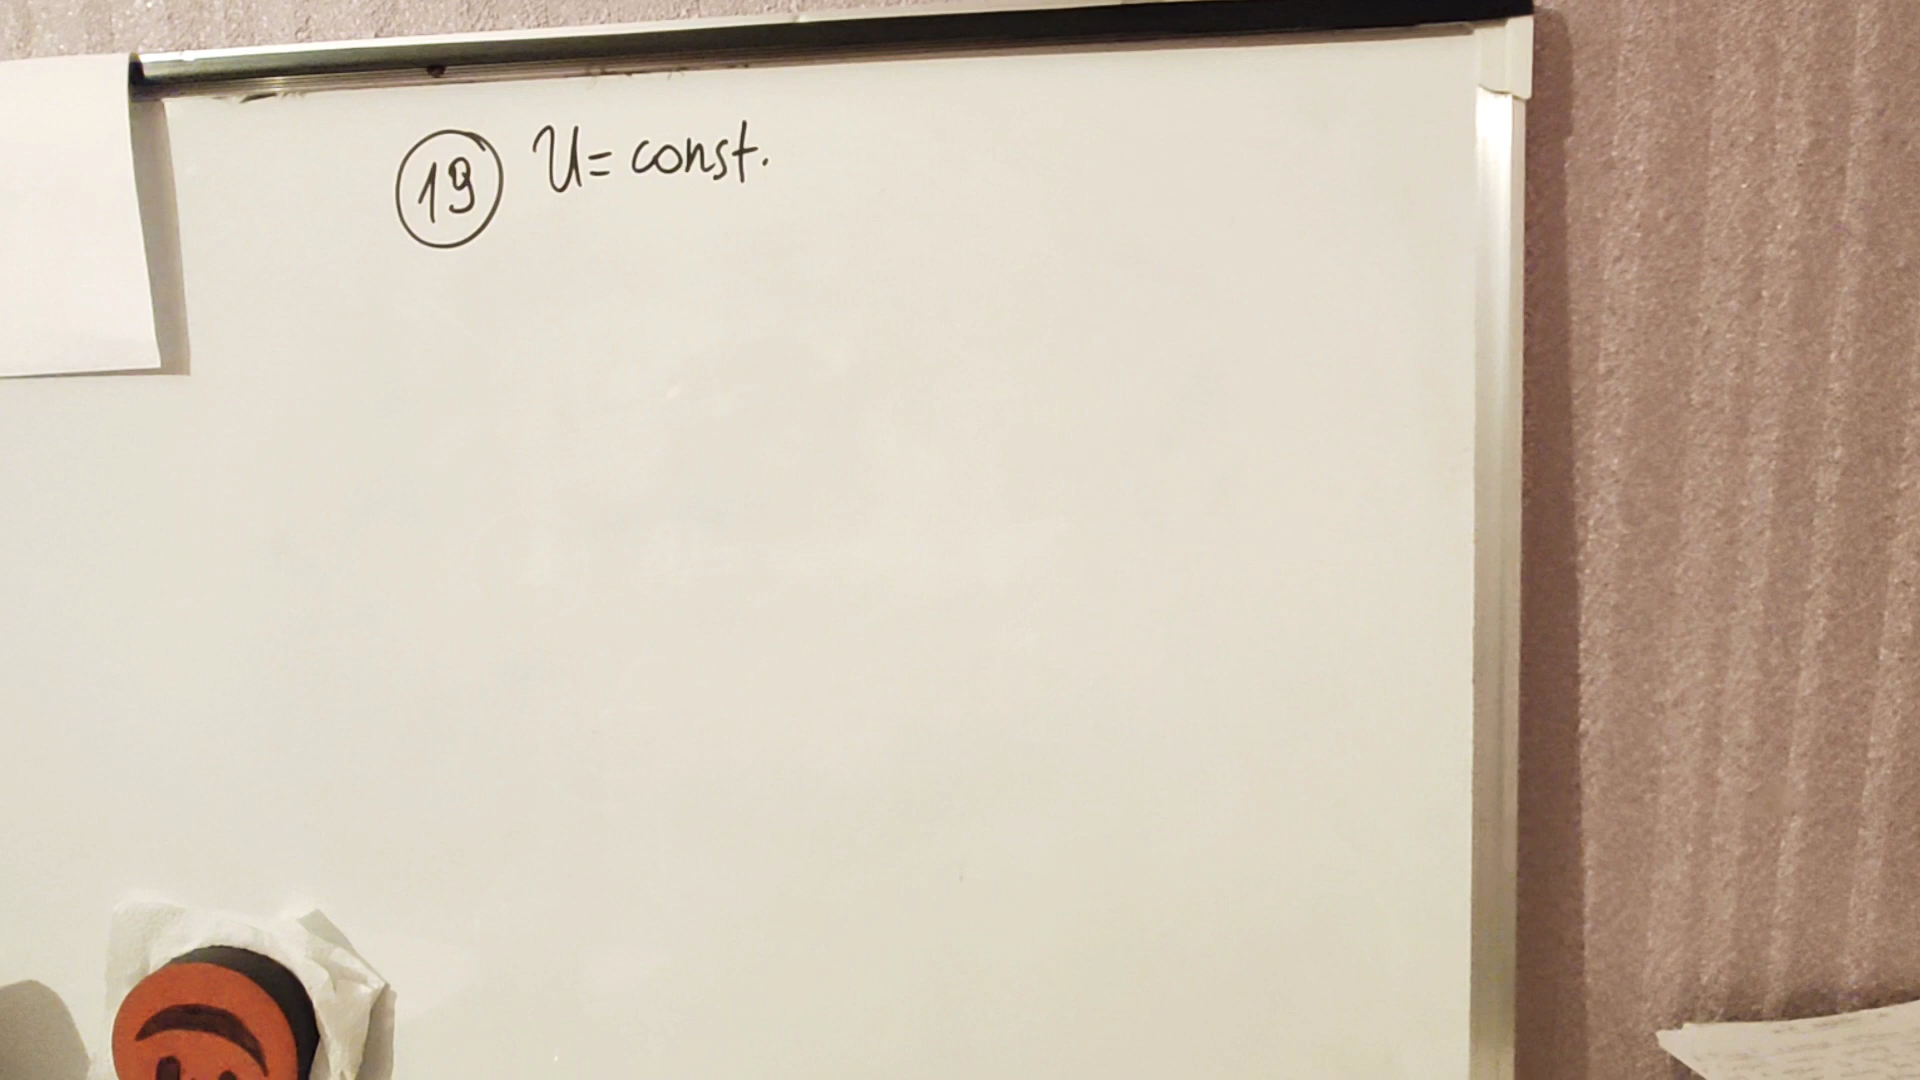 19 U = const.